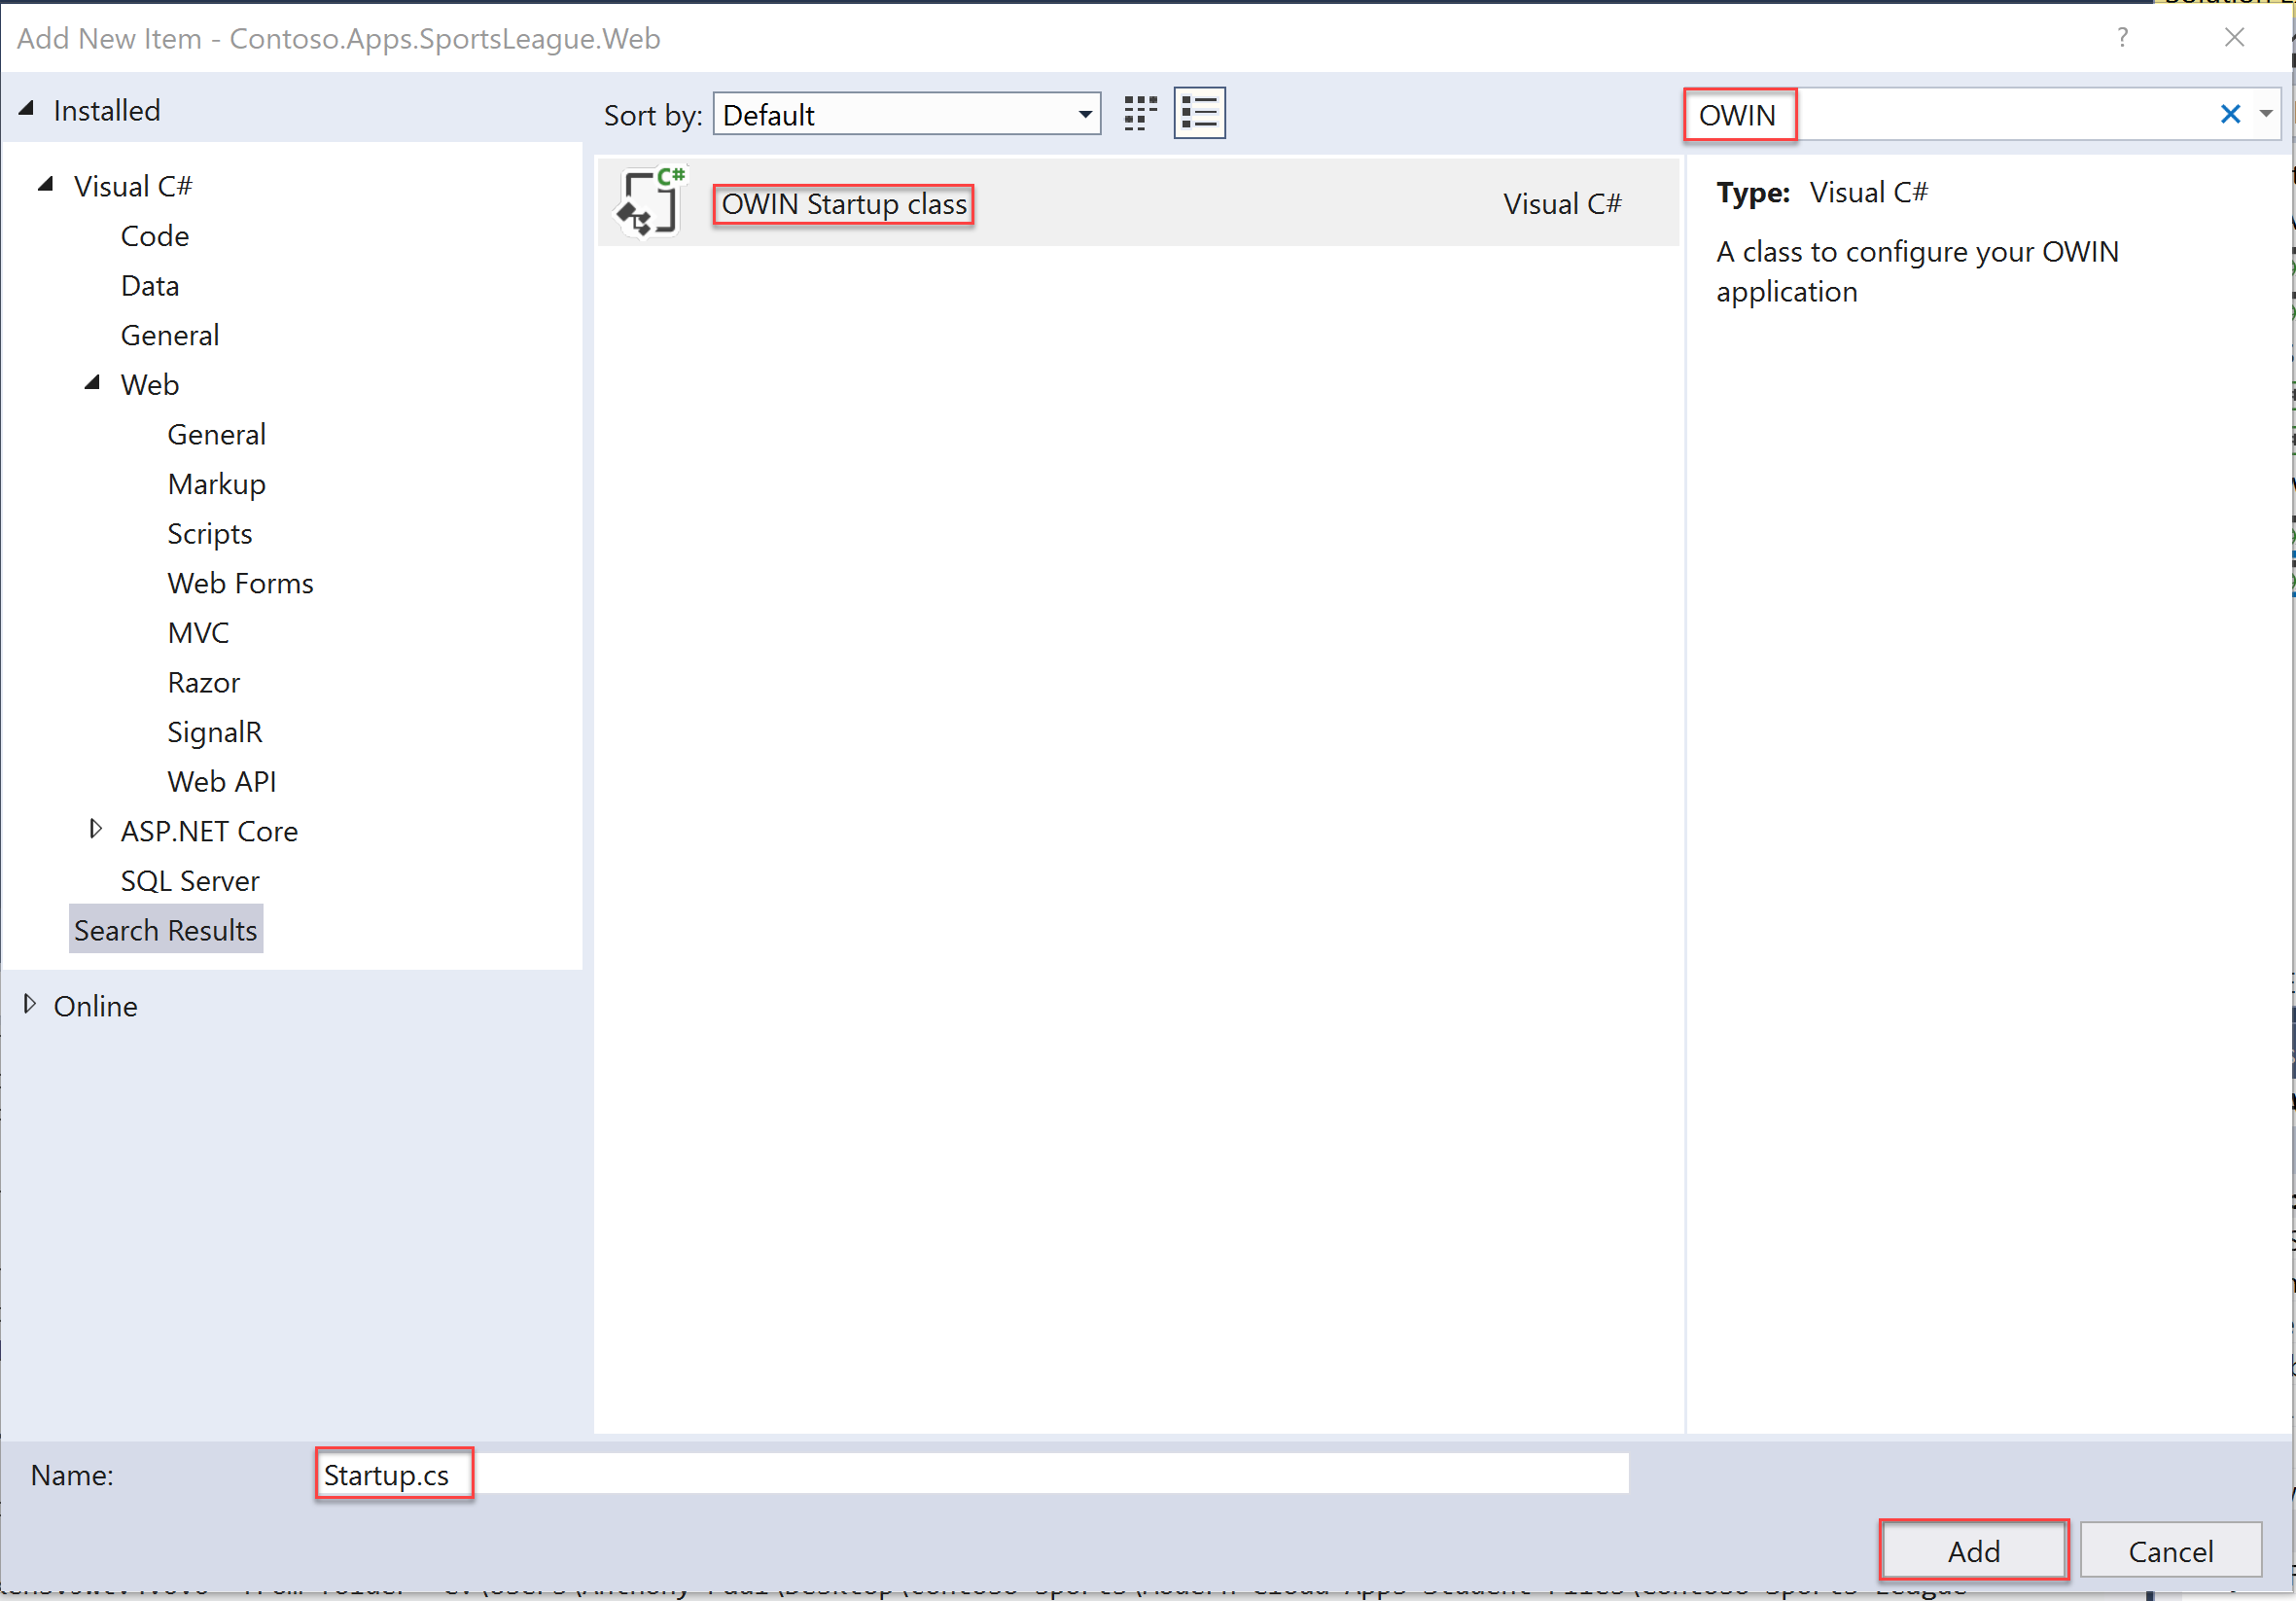 Add New Item - Contoso.Apps.SportsLeague.Web
?
Installed
Sort by: Default
OWIN
Visual C#
Code
Data
General
Web
General
Markup
Scripts
Web Forms
MVC
Razor
SignalR
Web API
ASP.NET Core
SQL Server
Search Results
Online
C#
OWIN Startup class
Visual C#
Type: Visual C#
A class to configure your OWIN
application
Name: Startup.cs
Add
Cancel